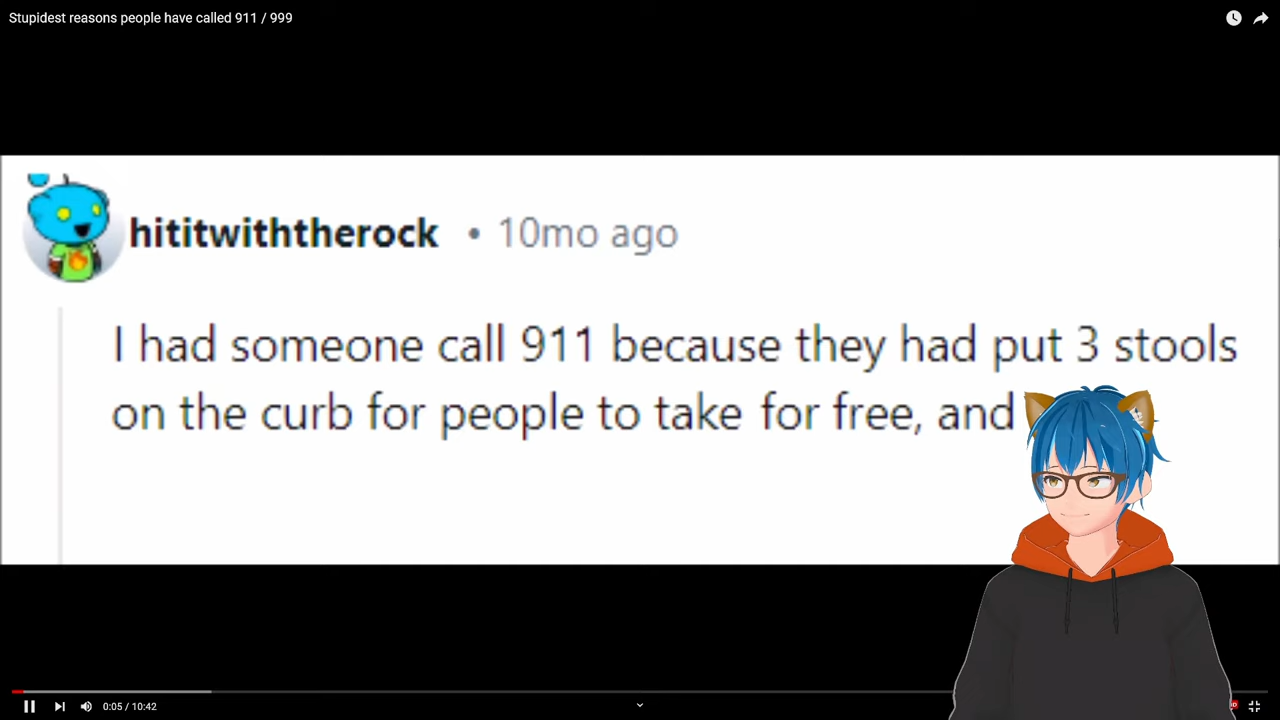 Stupidest reasons people have called 911 / 999
hititwiththerock • 10mo ago
I had someone call 911 because they had put 3 stools
on the curb for people to take for free, and
0:05 / 10:42